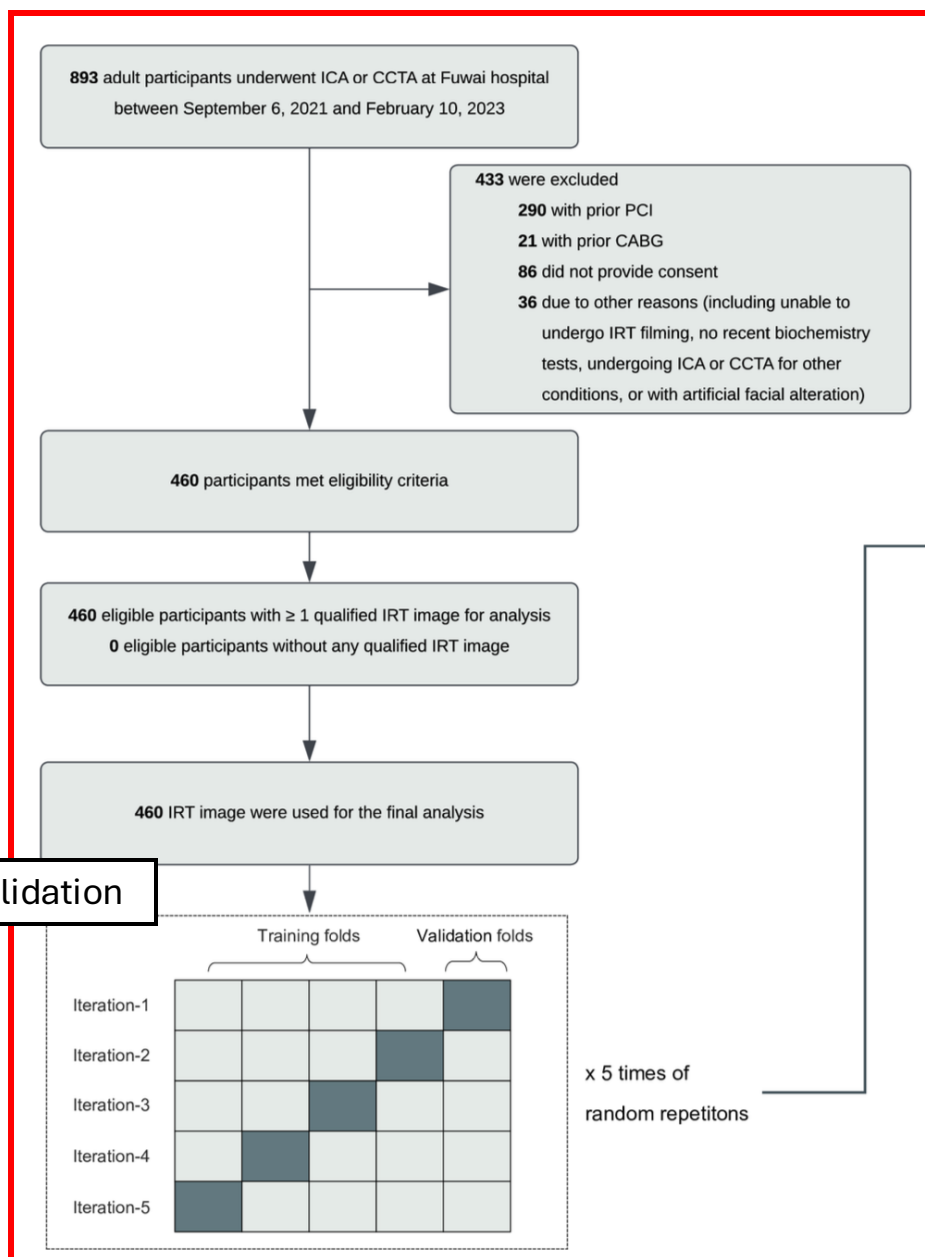 893 adult participants underwent ICA or CCTA at Fuwai hospital
between September 6, 2021 and February 10, 2023
433 were excluded
290 with prior PCI
21 with prior CABG
86 did not provide consent
36 due to other reasons (including unable to
undergo IRT filming, no recent biochemistry
tests, undergoing ICA or CCTA for other
conditions, or with artificial facial alteration)
460 participants met eligibility criteria
460 eligible participants with ≥ 1 qualified IRT image for analysis
0 eligible participants without any qualified IRT image
460 IRT image were used for the final analysis
lidation
Training folds
Validation folds
Iteration-1
Iteration-2
Iteration-3
Iteration-4
Iteration-5
x 5 times of
random repetitons